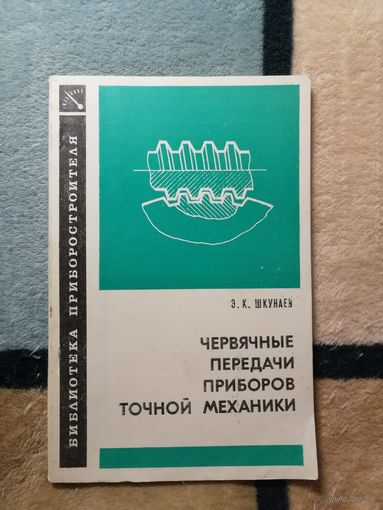 БИБЛИОТЕКА ПРИБОРОСТРОИТЕЛЯ
Э. К. ШКУНАЕВ
ЧЕРВЯЧНЫЕ
ПЕРЕДАЧИ
ПРИБОРОВ
ТОЧНОЙ МЕХАНИКИ